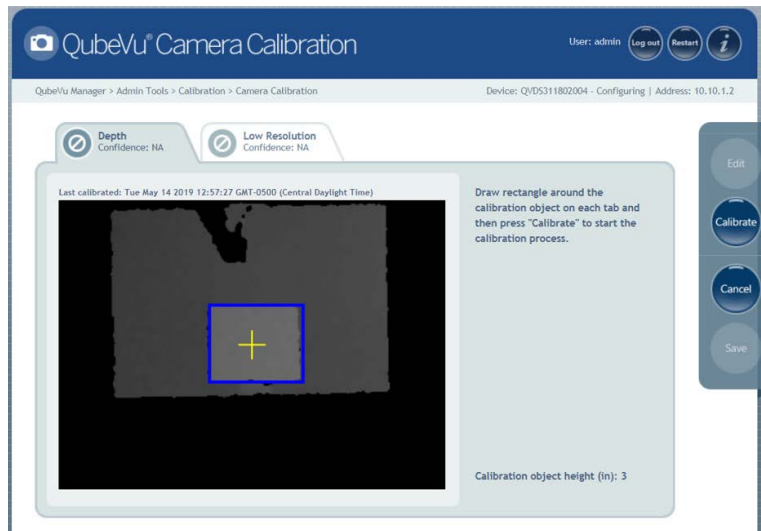 QubeVu® Camera Calibration
User: admin
Log out
Restart
i
QubeVu Manager > Admin Tools > Calibration > Camera Calibration
Device: QVDS311802004 - Configuring | Address: 10.10.1.2
Depth
Confidence: NA
Low Resolution
Confidence: NA
Edit
Last calibrated: Tue May 14 2019 12:57:27 GMT-0500 (Central Daylight Time)
Draw rectangle around the
calibration object on each tab and
then press "Calibrate" to start the
calibration process.
Calibrate
Cancel
Save
Calibration object height (in): 3